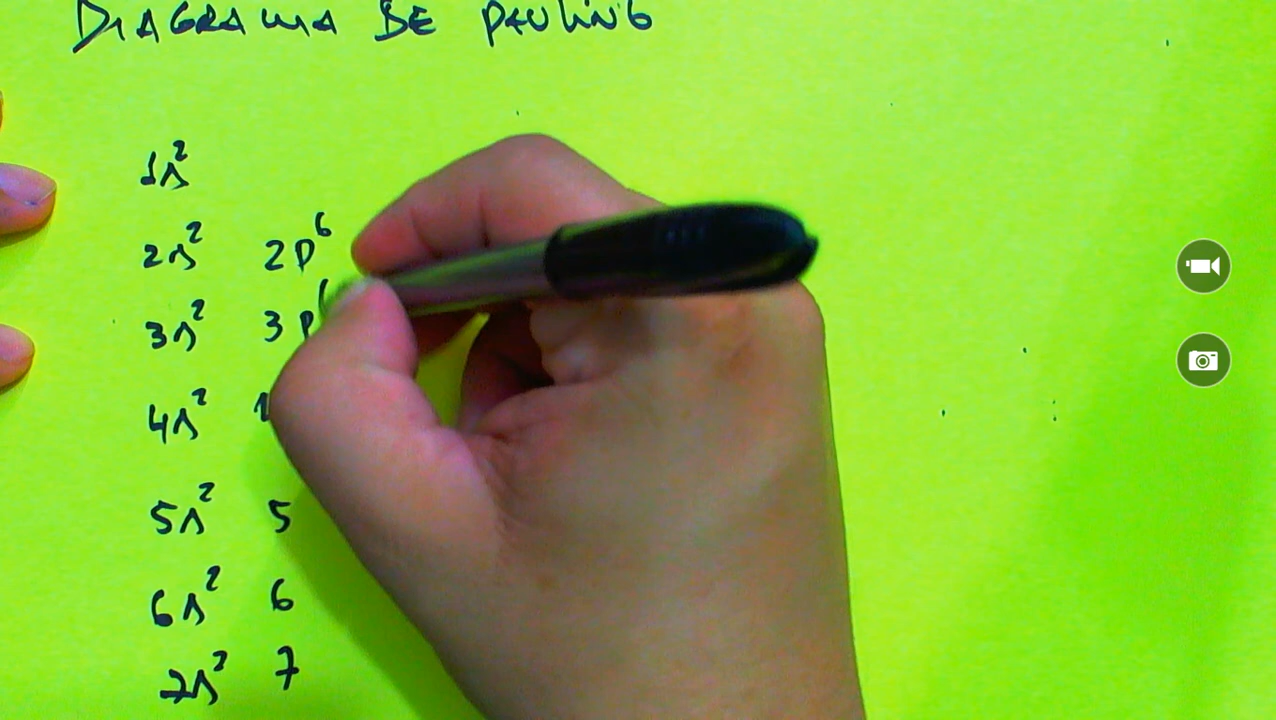 DIAGRAMA DE PAULING
1s²
2s² 2p⁶
3s² 3p⁶
4s²
5s² 5
6s² 6
7s² 7